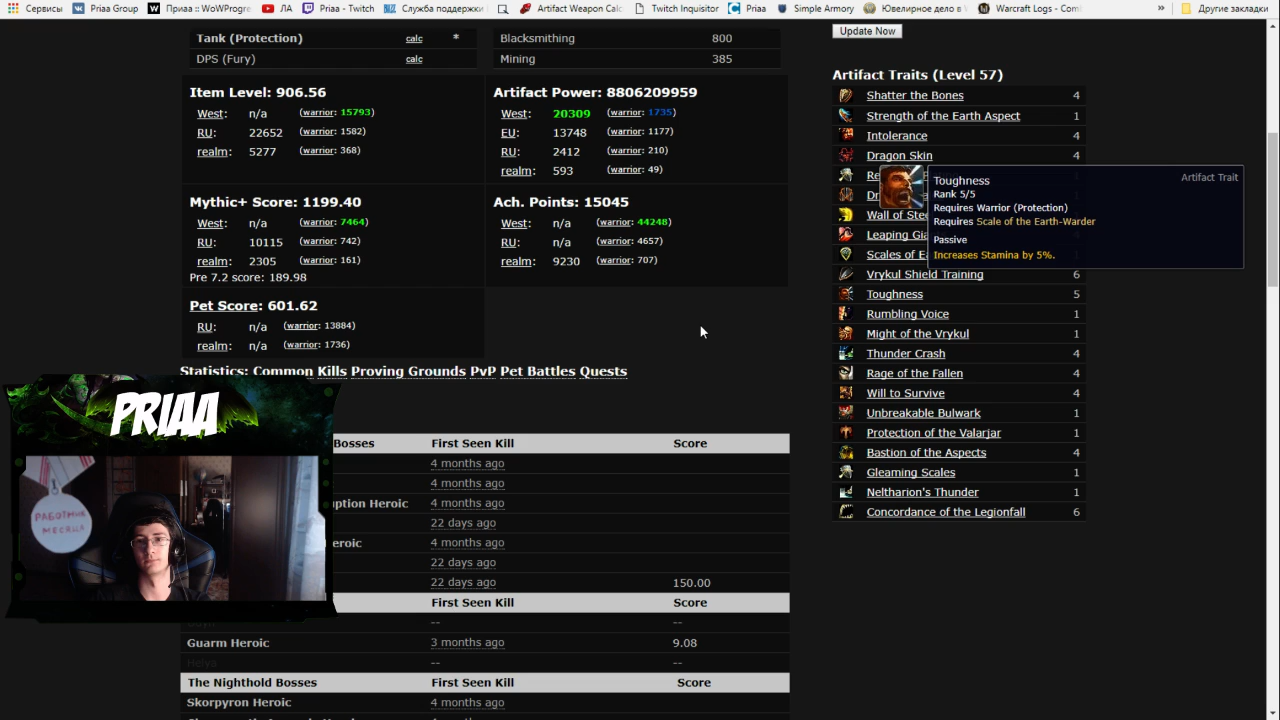 Сервисы Priaa Group Приаа :: WoWProgre ЛА Priaa - Twitch Служба поддержки Artifact Weapon Calc Twitch Inquisitor Priaa Simple Armory Ювелирное дело в Warcraft Logs - Comb » Другие закладки
Tank (Protection) calc *
DPS (Fury) calc
Blacksmithing 800
Mining 385
Update Now
Item Level: 906.56
West: n/a (warrior: 15793)
RU: 22652 (warrior: 1582)
realm: 5277 (warrior: 368)
Artifact Power: 8806209959
West: 20309 (warrior: 1735)
EU: 13748 (warrior: 1177)
RU: 2412 (warrior: 210)
realm: 593 (warrior: 49)
Mythic+ Score: 1199.40
West: n/a (warrior: 7464)
RU: 10115 (warrior: 742)
realm: 2305 (warrior: 161)
Pre 7.2 score: 189.98
Ach. Points: 15045
West: n/a (warrior: 44248)
RU: n/a (warrior: 4657)
realm: 9230 (warrior: 707)
Pet Score: 601.62
RU: n/a (warrior: 13884)
realm: n/a (warrior: 1736)
Statistics: Common Kills Proving Grounds PvP Pet Battles Quests
Bosses First Seen Kill Score
4 months ago
4 months ago
ption Heroic 4 months ago
22 days ago
eroic 4 months ago
22 days ago
22 days ago 150.00
First Seen Kill Score
-- --
Guarm Heroic 3 months ago 9.08
Helya -- --
The Nighthold Bosses First Seen Kill Score
Skorpyron Heroic 4 months ago
Artifact Traits (Level 57)
Shatter the Bones 4
Strength of the Earth Aspect 1
Intolerance 4
Dragon Skin 4
Re
Dr
Wall of Stee
Leaping Gia
Scales of E
Vrykul Shield Training 6
Toughness 5
Rumbling Voice 1
Might of the Vrykul 1
Thunder Crash 4
Rage of the Fallen 4
Will to Survive 4
Unbreakable Bulwark 1
Protection of the Valarjar 1
Bastion of the Aspects 4
Gleaming Scales 1
Neltharion's Thunder 1
Concordance of the Legionfall 6
Toughness Artifact Trait
Rank 5/5
Requires Warrior (Protection)
Requires Scale of the Earth-Warder
Passive
Increases Stamina by 5%.
PRIAA
РАБОТНИК
МЕСЯЦА